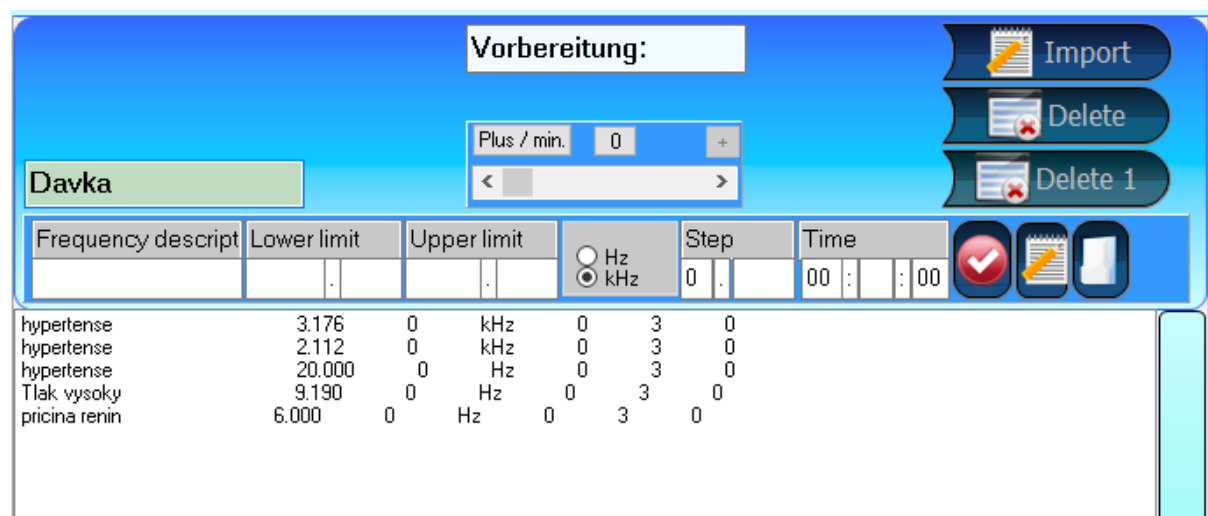 Vorbereitung:
Import
Delete
Plus / min. 0 +
Davka
< >
Delete 1
Frequency descript Lower limit Upper limit Step Time
Hz
kHz
. . 0 . 00 : : 00
hypertense 3.176 0 kHz 0 3 0
hypertense 2.112 0 kHz 0 3 0
hypertense 20.000 0 Hz 0 3 0
Tlak vysoky 9.190 0 Hz 0 3 0
pricina renin 6.000 0 Hz 0 3 0